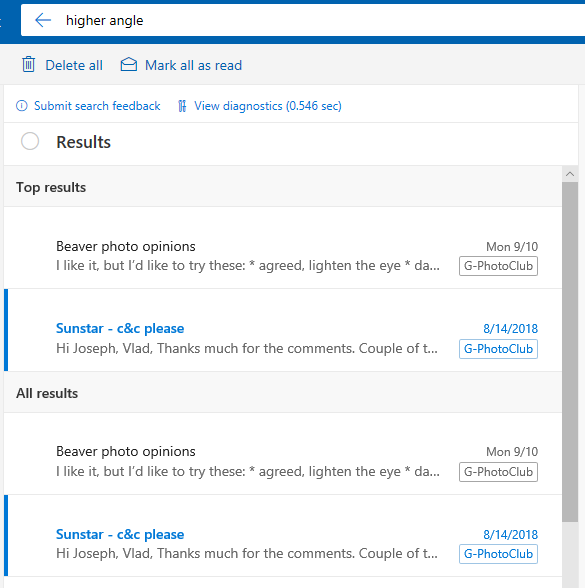 higher angle
Delete all Mark all as read
Submit search feedback View diagnostics (0.546 sec)
Results
Top results
Beaver photo opinions Mon 9/10
I like it, but I'd like to try these: * agreed, lighten the eye * da... G-PhotoClub
Sunstar - c&c please 8/14/2018
Hi Joseph, Vlad, Thanks much for the comments. Couple of t... G-PhotoClub
All results
Beaver photo opinions Mon 9/10
I like it, but I'd like to try these: * agreed, lighten the eye * da... G-PhotoClub
Sunstar - c&c please 8/14/2018
Hi Joseph, Vlad, Thanks much for the comments. Couple of t... G-PhotoClub